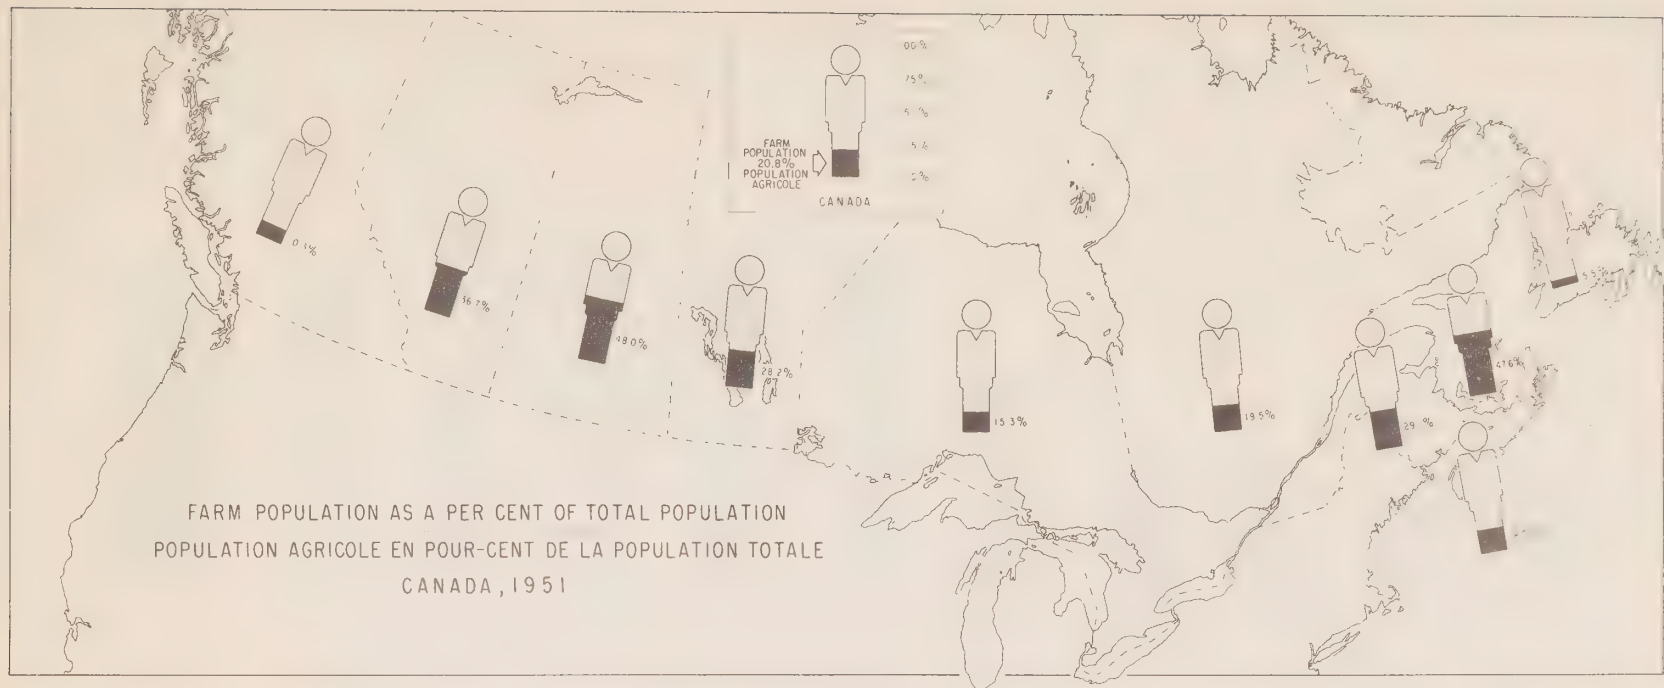 FARM
POPULATION
20.8%
POPULATION
AGRICOLE
CANADA
36.7%
48.0%
28.2%
15.3%
19.5%
47.6%
5.5%
FARM POPULATION AS A PER CENT OF TOTAL POPULATION
POPULATION AGRICOLE EN POUR-CENT DE LA POPULATION TOTALE
CANADA, 1951